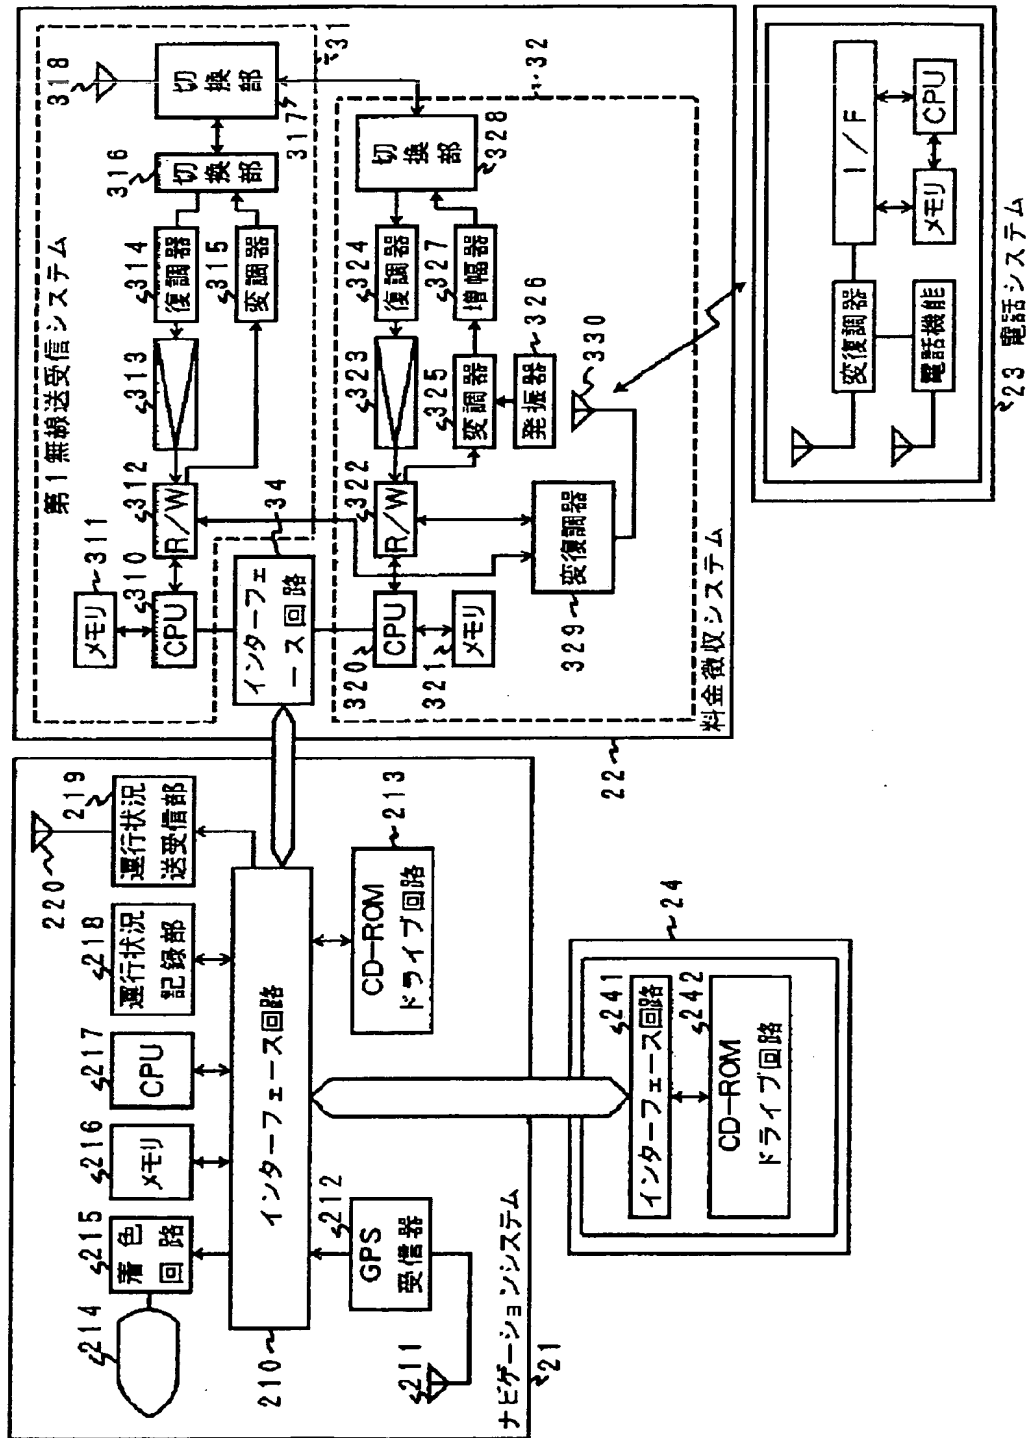 214
215
着色
回路
216
メモリ
217
CPU
218
運行状況
記録部
220
219
運行状況
送受信部
210
インターフェース回路
211
212
GPS
受信器
213
CD-ROM
ドライブ回路
ナビゲーションシステム
21
241
インターフェース回路
242
CD-ROM
ドライブ回路
24
第1無線送受信システム
311
メモリ
310
CPU
312
R/W
313
314
復調器
315
変調器
316
切換部
318
切換部
317
31
34
インターフェ
ース回路
320
CPU
321
メモリ
322
R/W
323
324
復調器
325
変調器
326
発振器
327
増幅器
切換部
328
32
329
変復調器
330
料金徴収システム
22
変復調器
電話機能
I/F
メモリ
CPU
23 電話システム